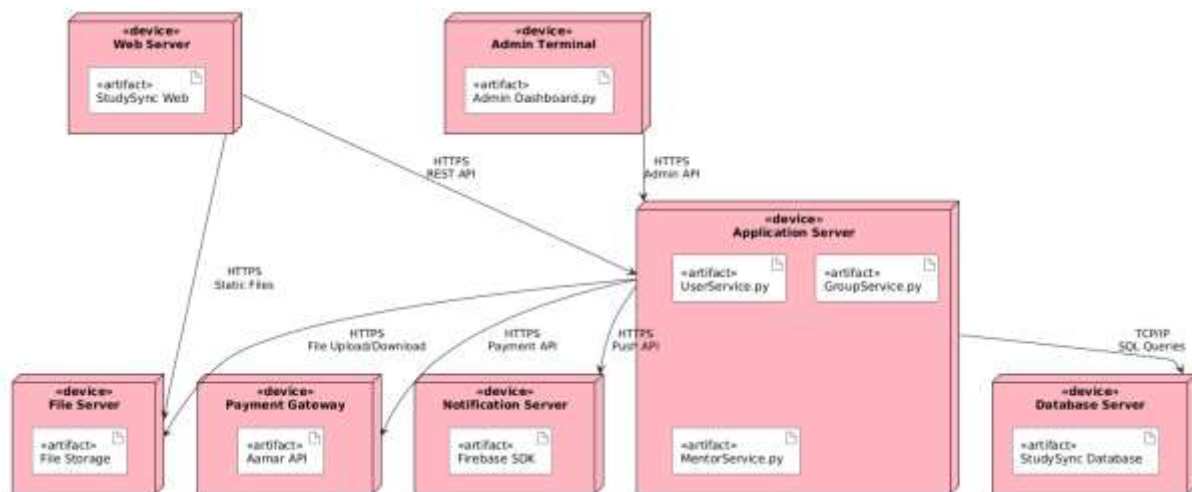 «device»
Web Server
«artifact»
StudySync Web
«device»
Admin Terminal
«artifact»
Admin Dashboard.py
HTTPS
REST API
HTTPS
Admin API
«device»
Application Server
«artifact»
UserService.py
«artifact»
GroupService.py
«artifact»
MentorService.py
HTTPS
Static Files
HTTPS
File Upload/Download
HTTPS
Payment API
HTTPS
Push API
TCP/IP
SQL Queries
«device»
File Server
«artifact»
File Storage
«device»
Payment Gateway
«artifact»
Aamar API
«device»
Notification Server
«artifact»
Firebase SDK
«device»
Database Server
«artifact»
StudySync Database